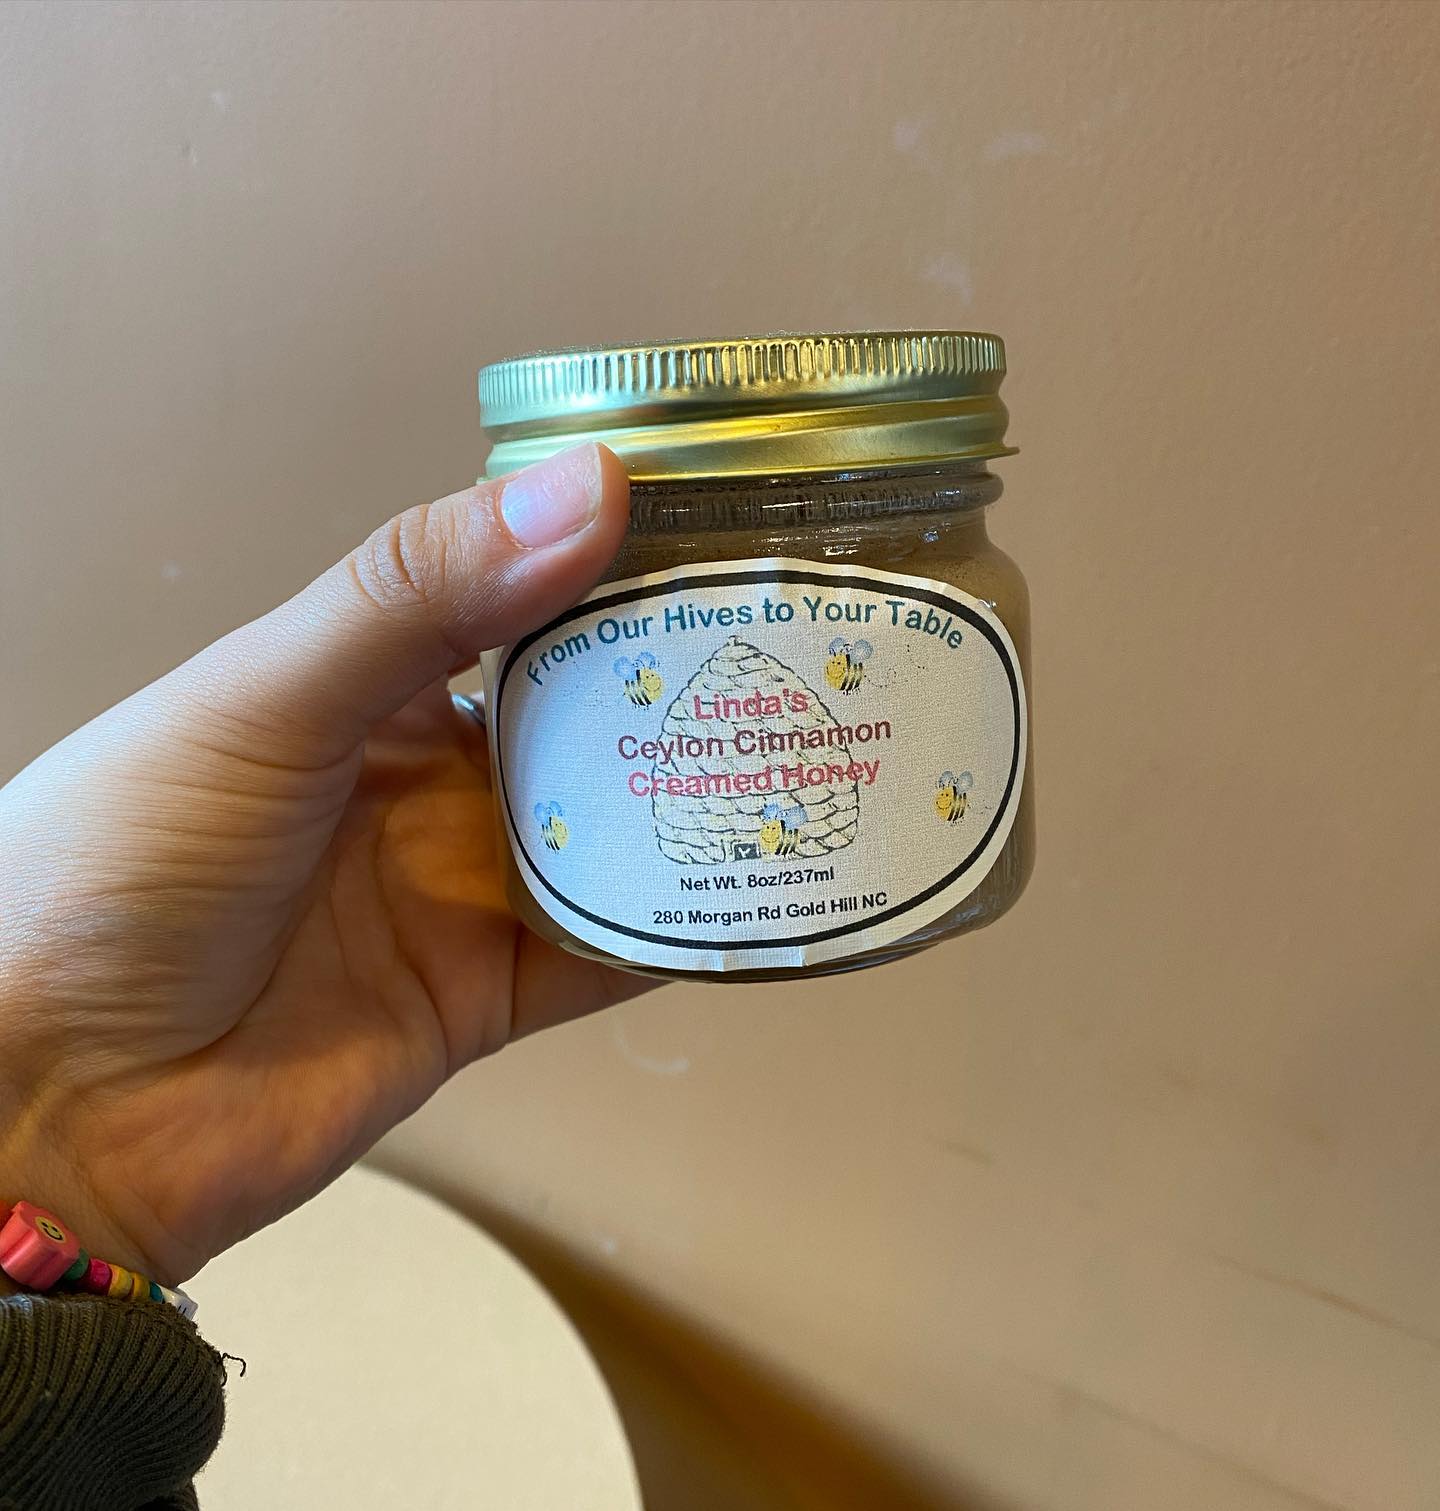 From Our Hives to Your Table
Linda's
Ceylon Cinnamon
Creamed Honey
Net Wt. 8oz/237ml
280 Morgan Rd Gold Hill NC